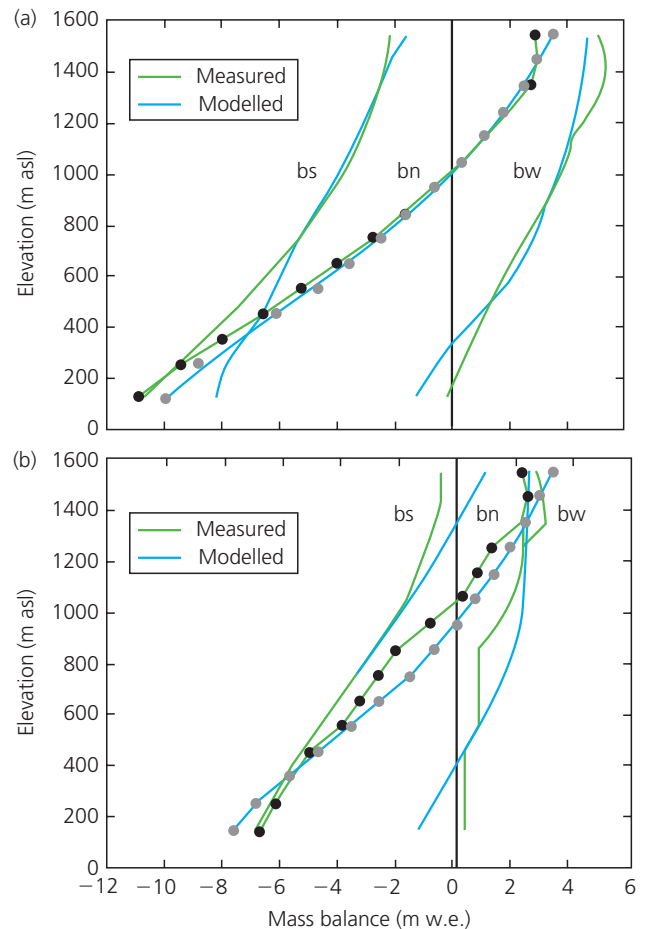 (a)
1600
1400
1200
1000
800
600
400
200
0
Elevation (m asl)
Measured
Modelled
bs bn bw
(b)
1600
1400
1200
1000
800
600
400
200
0
Elevation (m asl)
Measured
Modelled
bs bn bw
−12 −10 −8 −6 −4 −2 0 2 4 6
Mass balance (m w.e.)